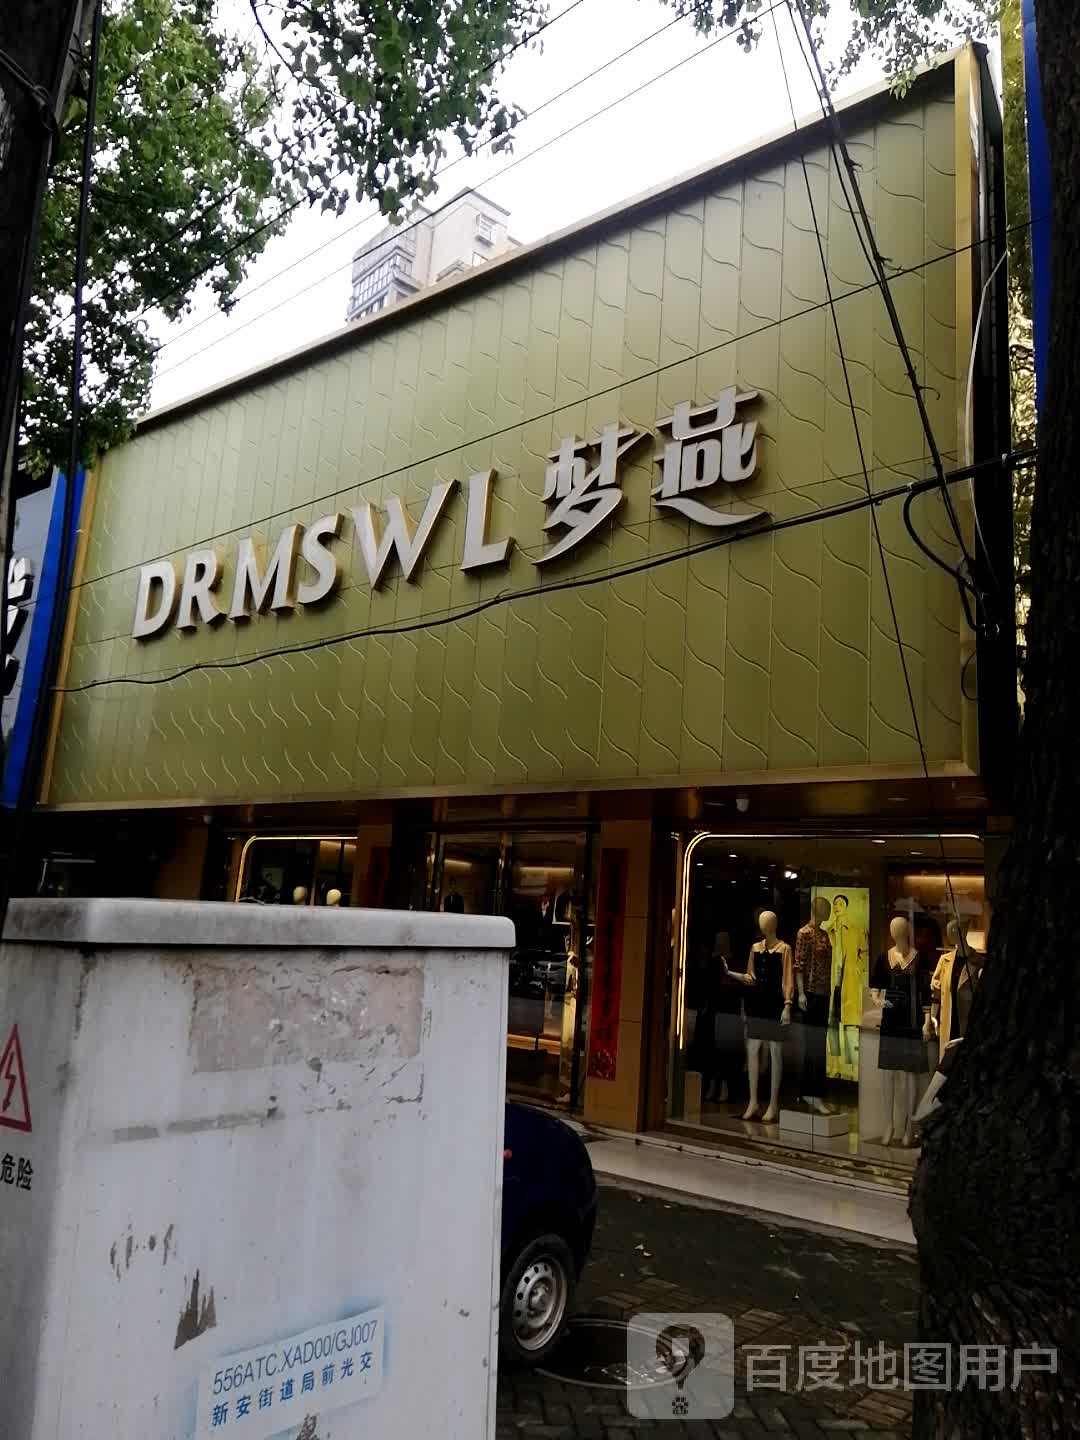 DRMSWL 梦燕
危险
556ATC.XAD00/GJ007
新安街道局前光交
百度地图用户